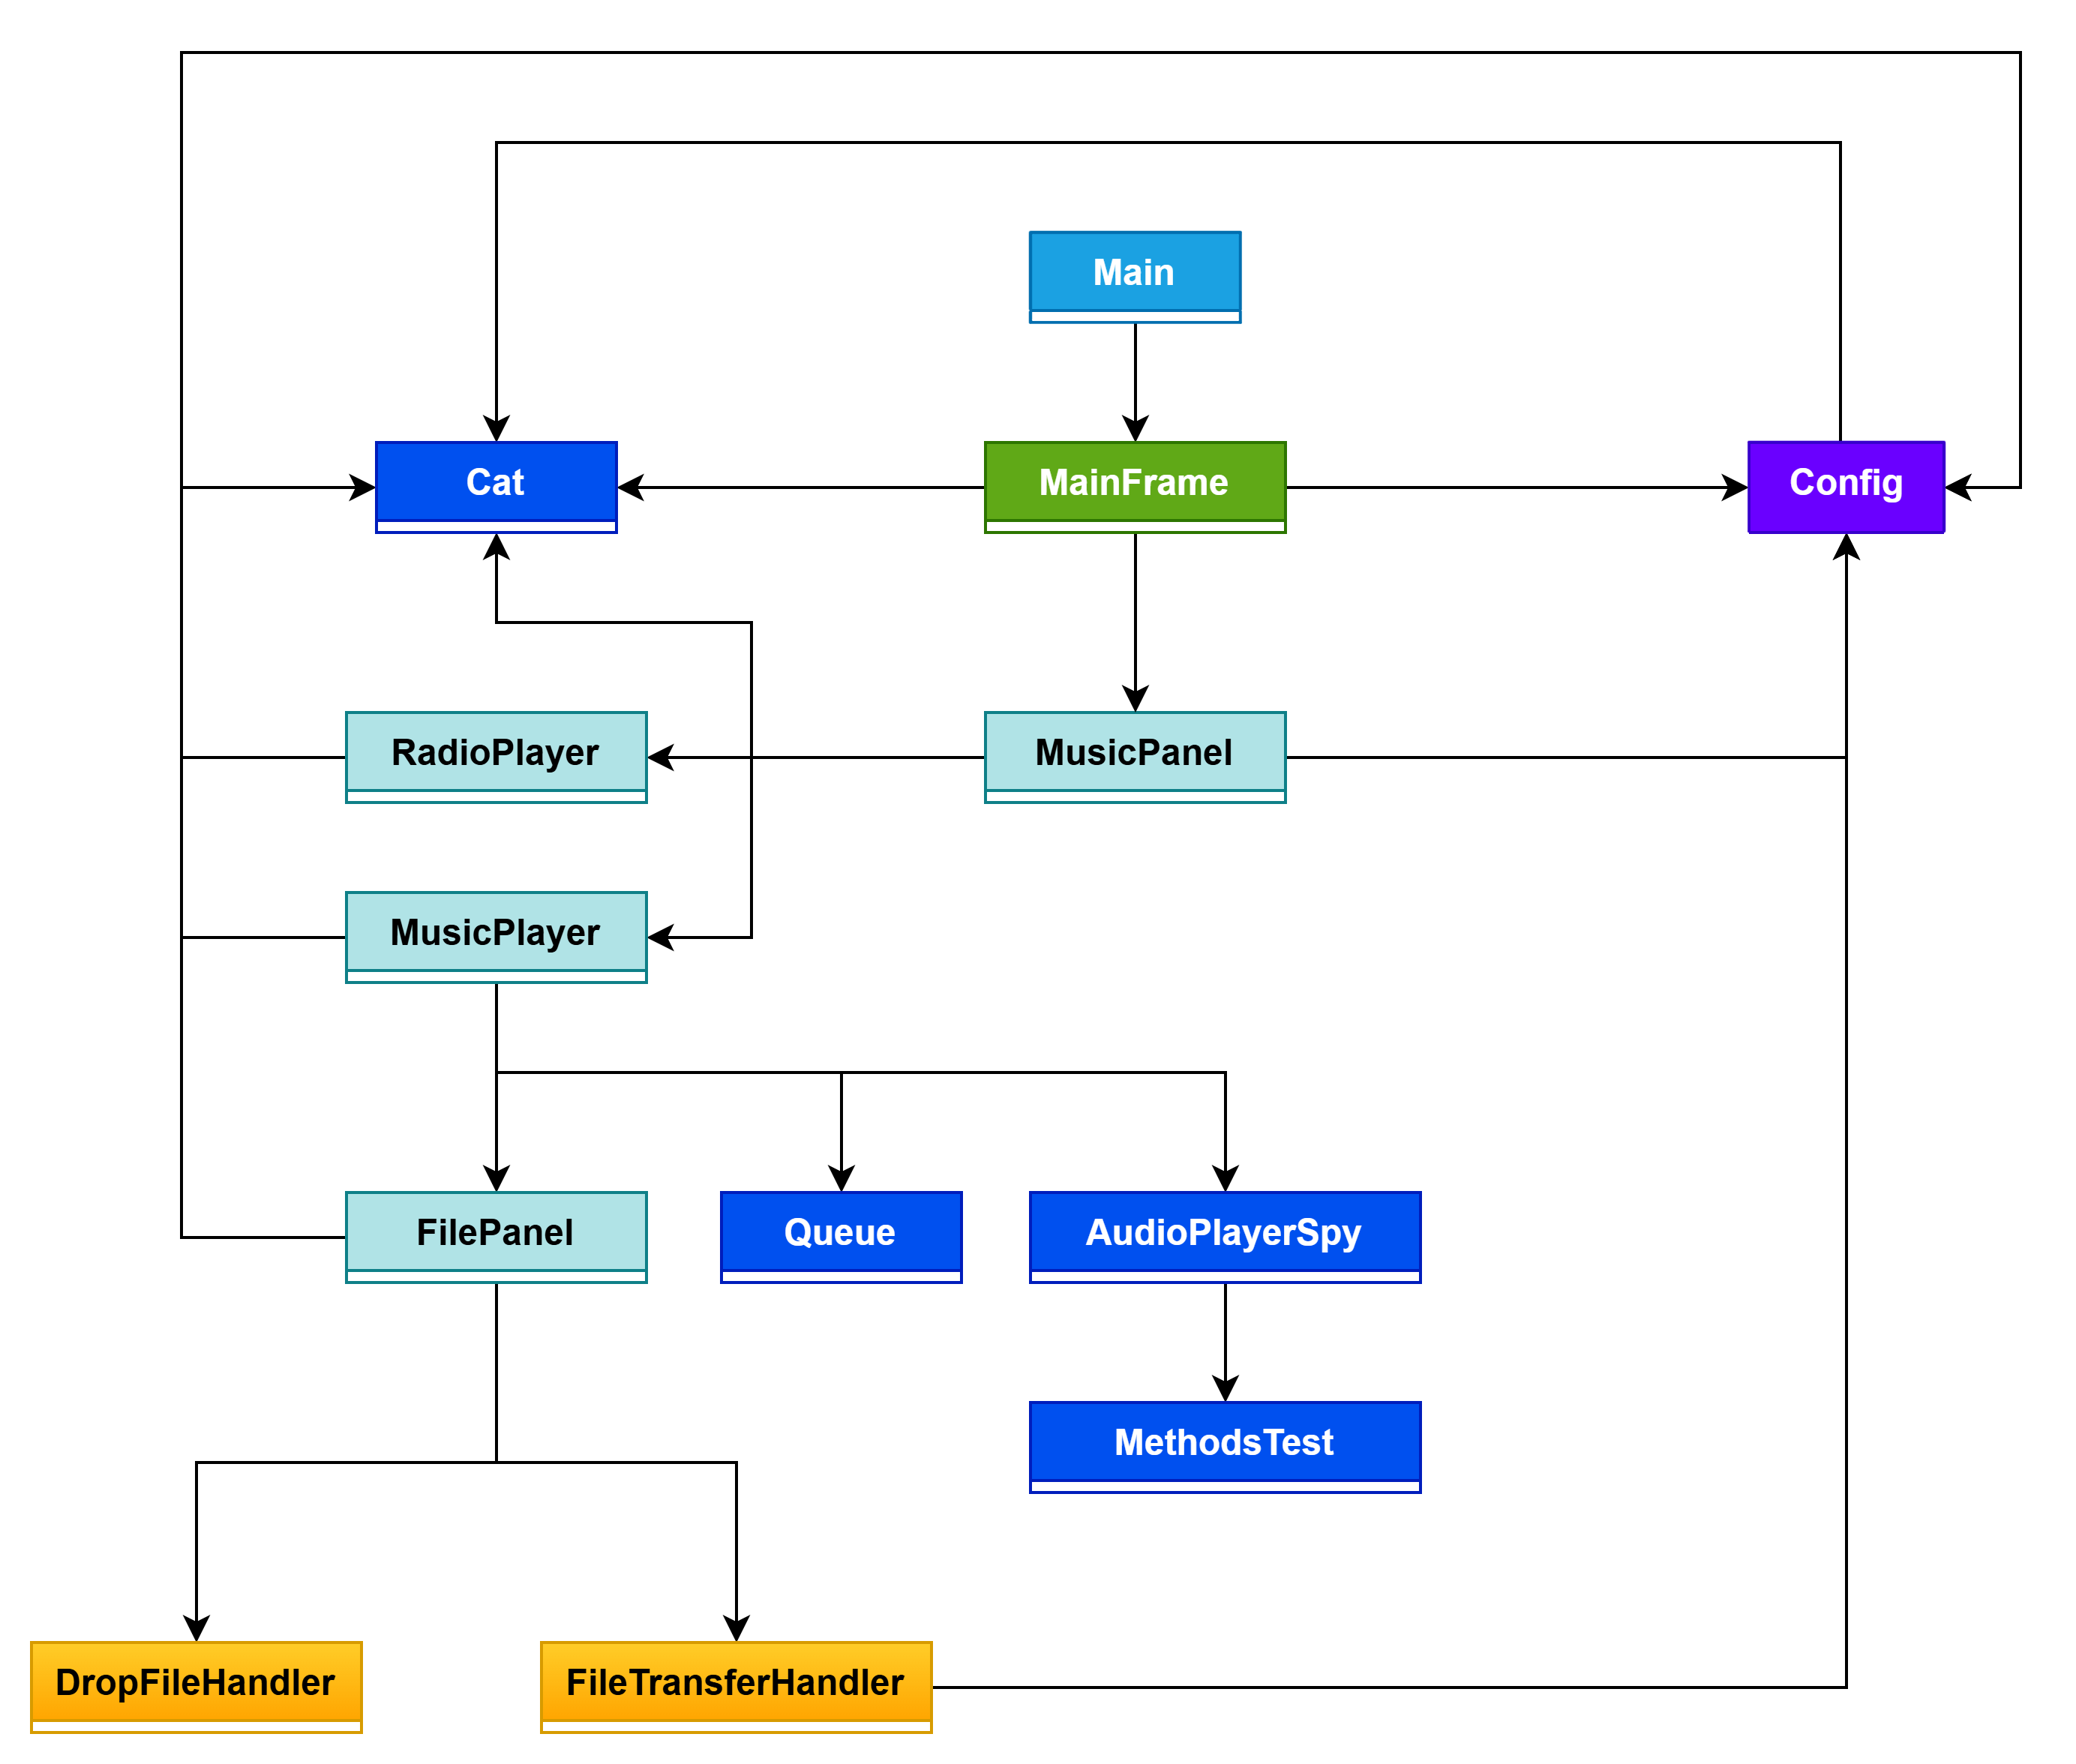 Main
Cat
MainFrame
Config
RadioPlayer
MusicPanel
MusicPlayer
FilePanel
Queue
AudioPlayerSpy
MethodsTest
DropFileHandler
FileTransferHandler